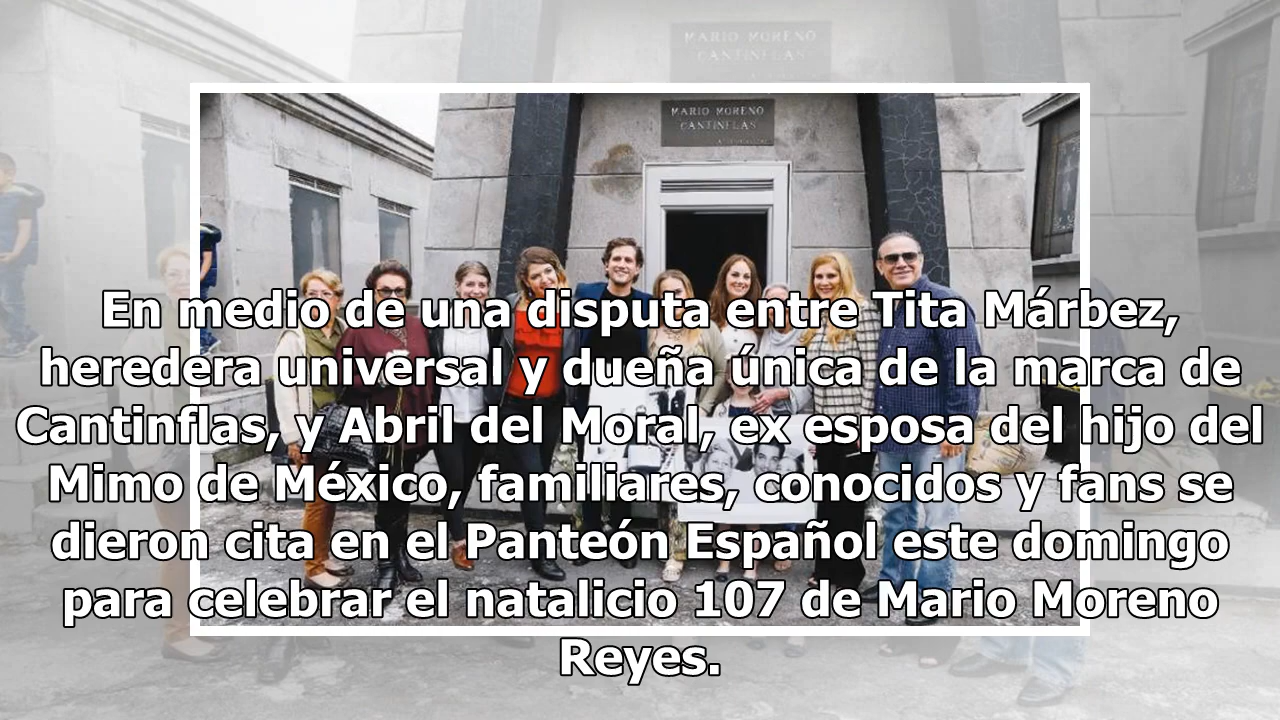 MARIO MORENO
CANTINFLAS
MARIO MORENO
CANTINFLAS
En medio de una disputa entre Tita Márbez,
heredera universal y dueña única de la marca de
Cantinflas, y Abril del Moral, ex esposa del hijo del
Mimo de México, familiares, conocidos y fans se
dieron cita en el Panteón Español este domingo
para celebrar el natalicio 107 de Mario Moreno
Reyes.